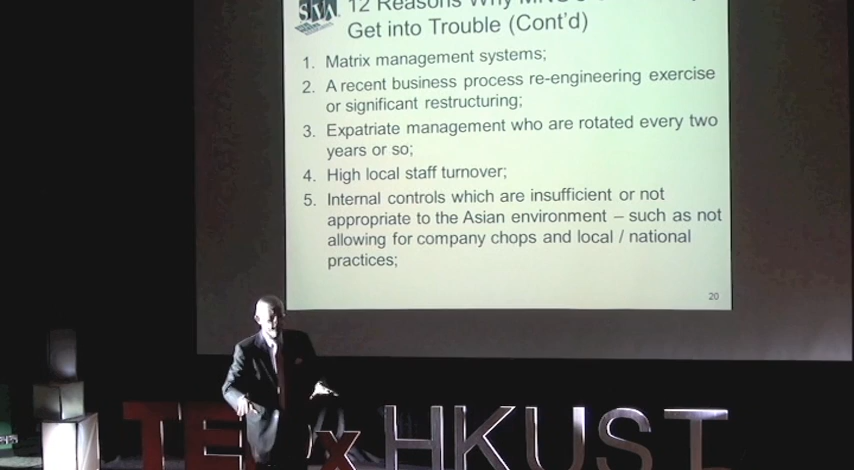 SVA
12 Reasons Why
Get into Trouble (Cont'd)
1. Matrix management systems;
2. A recent business process re-engineering exercise
or significant restructuring;
3. Expatriate management who are rotated every two
years or so;
4. High local staff turnover;
5. Internal controls which are insufficient or not
appropriate to the Asian environment – such as not
allowing for company chops and local / national
practices;
20
TEDx HKUST